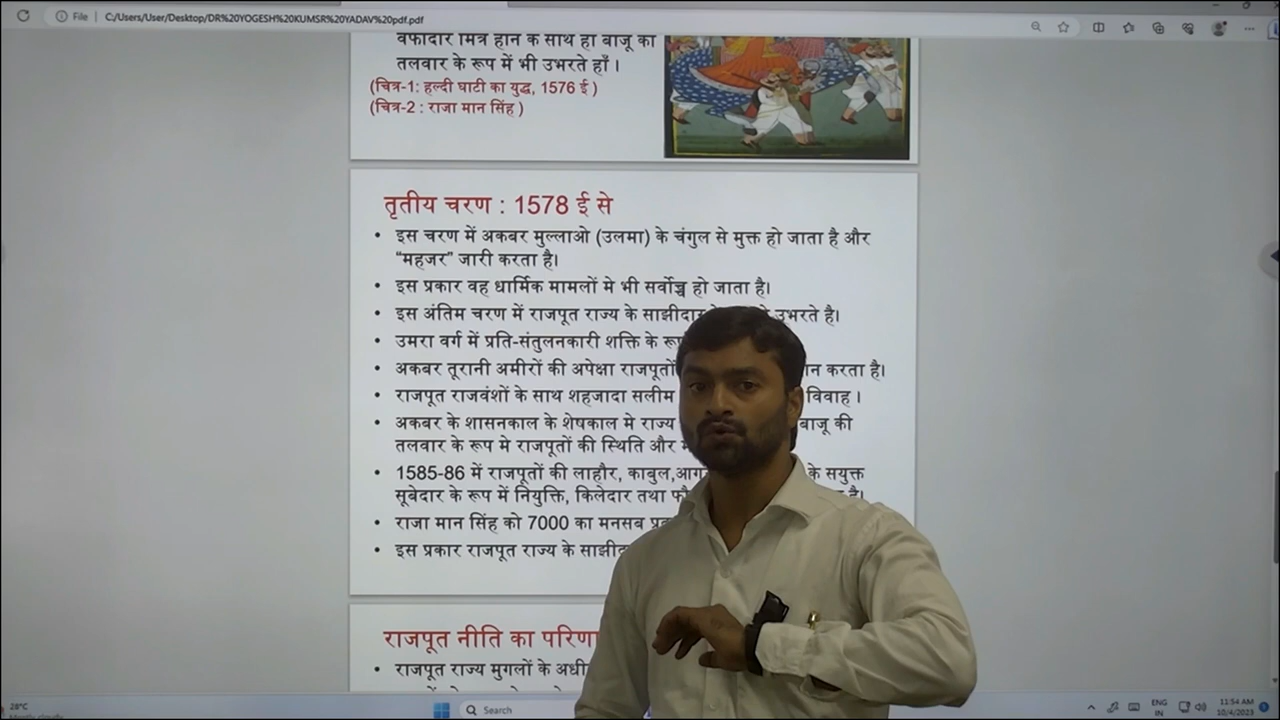 File
C:/Users/User/Desktop/DR%20YOGESH%20KUMSR%20YADAV%20pdf.pdf
वफादार मित्र होने के साथ ही बाजू का
तलवार के रूप में भी उभरते हाँ।
(चित्र-1: हल्दी घाटी का युद्ध, 1576 ई )
(चित्र-2 : राजा मान सिंह )
तृतीय चरण : 1578 ई से
• इस चरण में अकबर मुल्लाओ (उलमा) के चंगुल से मुक्त हो जाता है और
“महजर” जारी करता है।
• इस प्रकार वह धार्मिक मामलों मे भी सर्वोच्च हो जाता है।
• इस अंतिम चरण में राजपूत राज्य के साझीदार उभरते है।
• उमरा वर्ग में प्रति-संतुलनकारी शक्ति के
• अकबर तूरानी अमीरों की अपेक्षा राजपूतों करता है।
• राजपूत राजवंशों के साथ शहजादा सलीम विवाह ।
• अकबर के शासनकाल के शेषकाल मे राज्य बाजू की
तलवार के रूप मे राजपूतों की स्थिति और
• 1585-86 में राजपूतों की लाहौर, काबुल, के सयुक्त
सूबेदार के रूप में नियुक्ति, किलेदार तथा
• राजा मान सिंह को 7000 का मनसब
• इस प्रकार राजपूत राज्य के
राजपूत नीति का
• राजपूत राज्य मुगलों के
28°C
Mostly cloudy
Search
ENG
IN
11:54 AM
10/4/2023